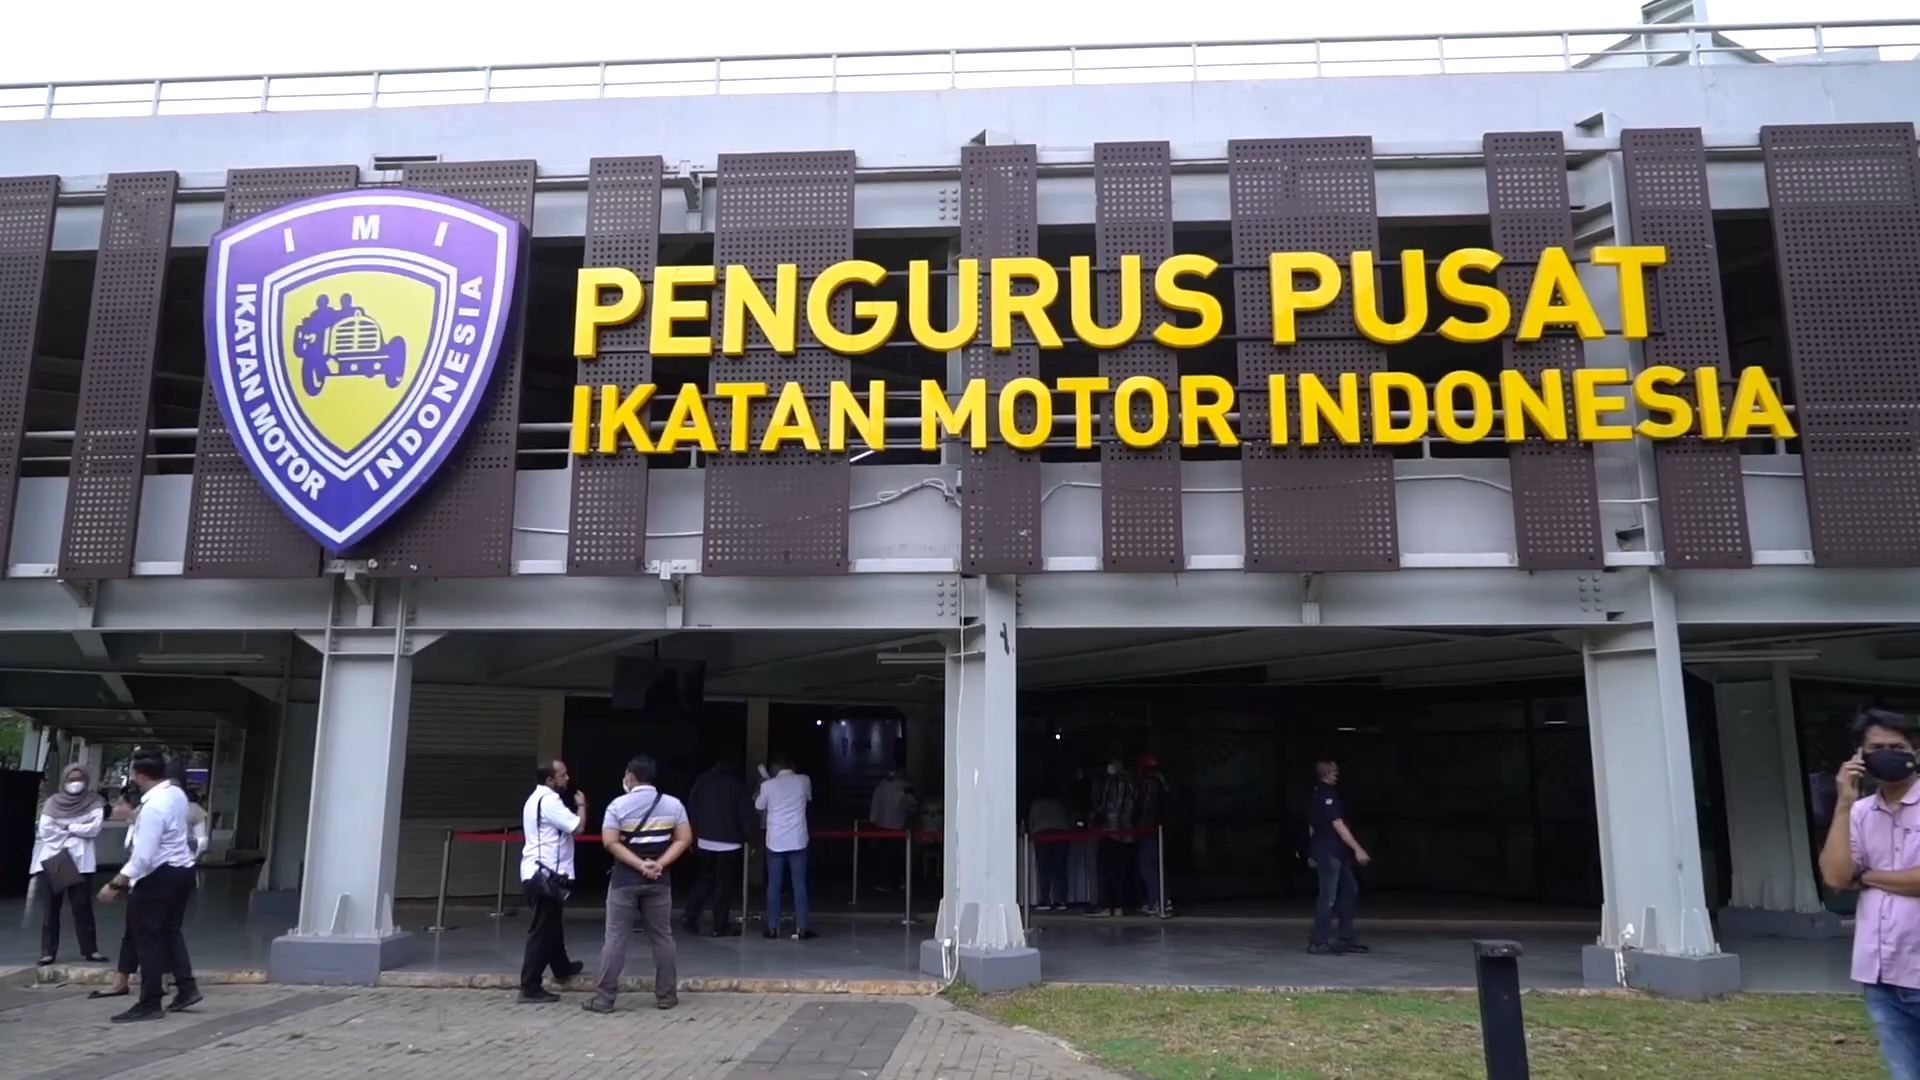 I M I
IKATAN MOTOR INDONESIA
PENGURUS PUSAT
IKATAN MOTOR INDONESIA